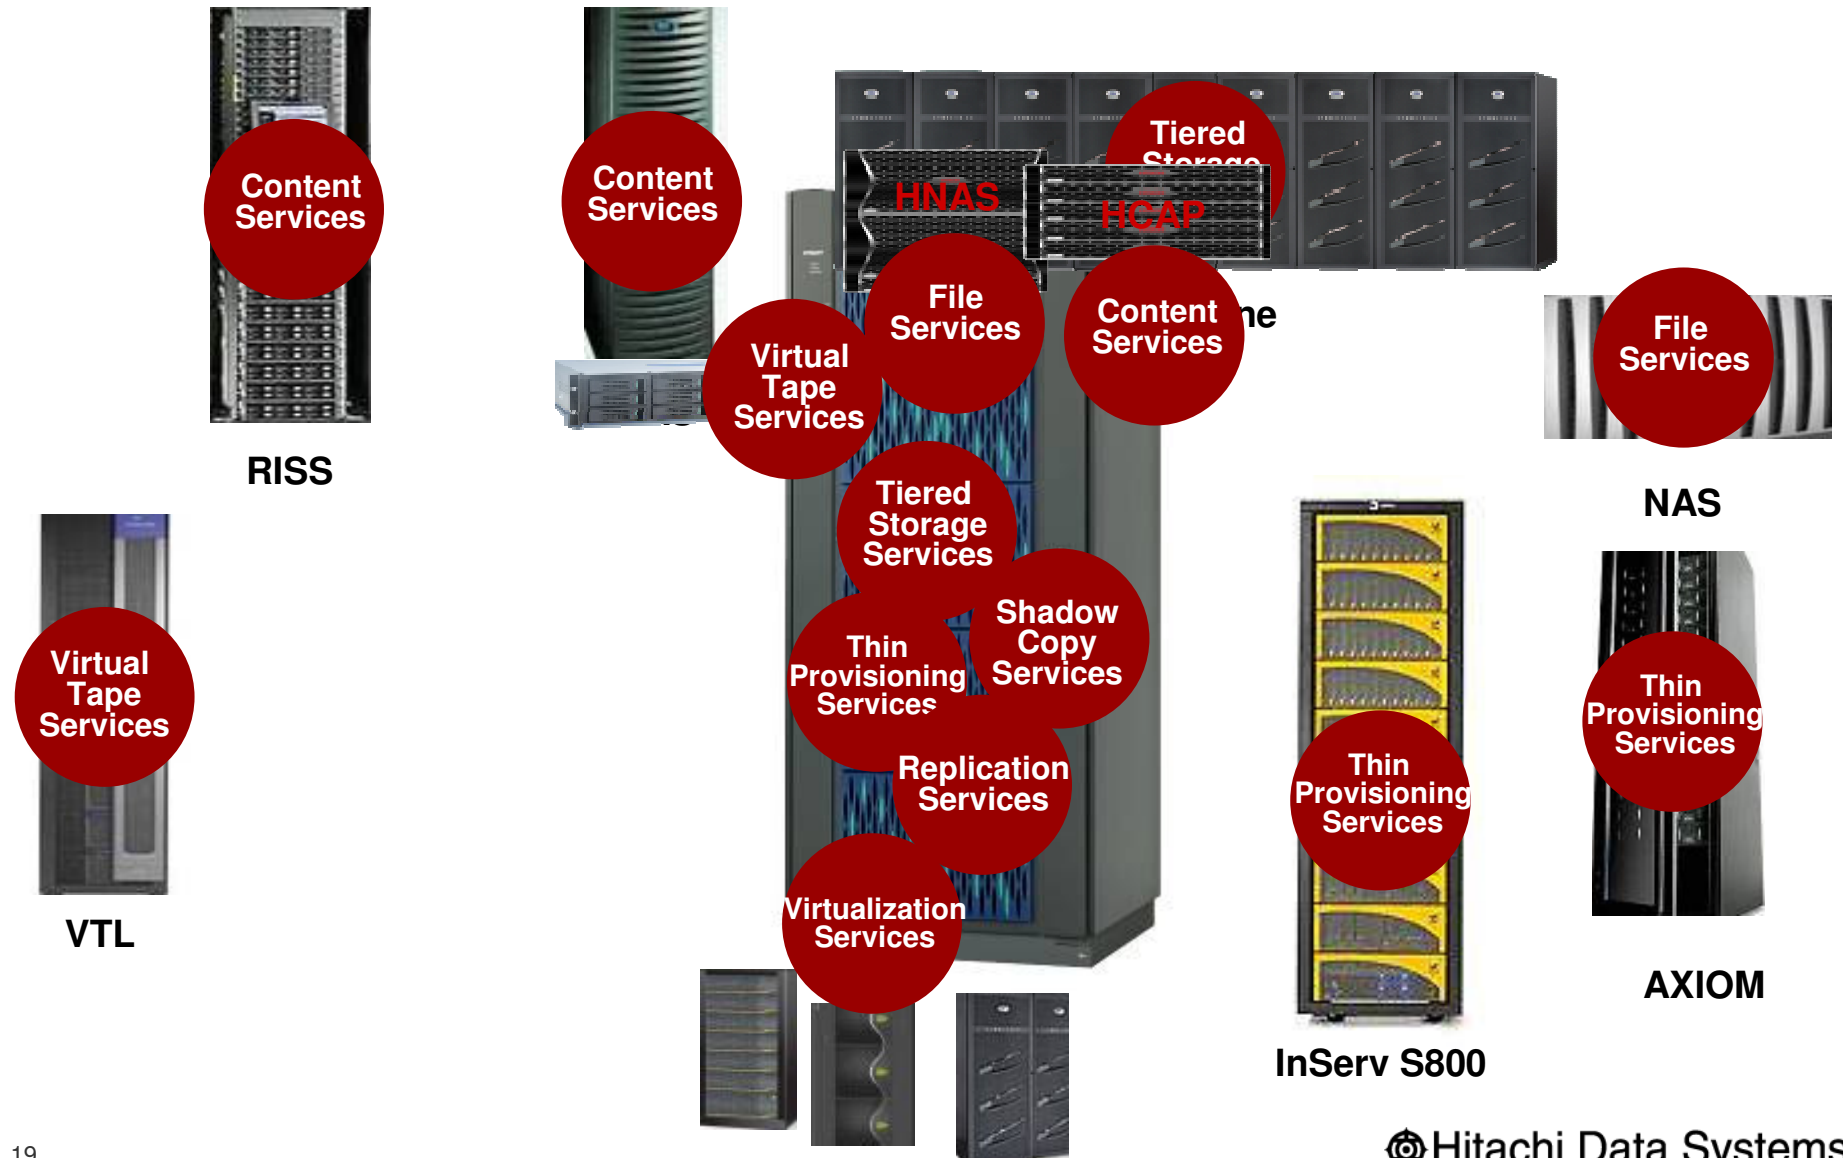 Content
Services
RISS
Content
Services
Tiered
Storage
HNAS
HCAP
File
Services
Content
Services
ne
Virtual
Tape
Services
File
Services
NAS
Tiered
Storage
Services
Shadow
Copy
Services
Thin
Provisioning
Services
Replication
Services
Virtualization
Services
Virtual
Tape
Services
VTL
Thin
Provisioning
Services
InServ S800
Thin
Provisioning
Services
AXIOM
19
Hitachi Data Systems